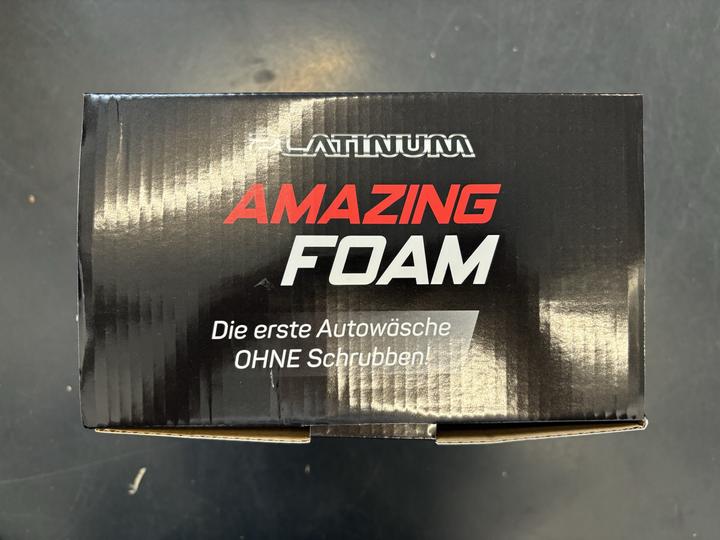 PLATINUM
AMAZING
FOAM
Die erste Autowäsche
OHNE Schrubben!